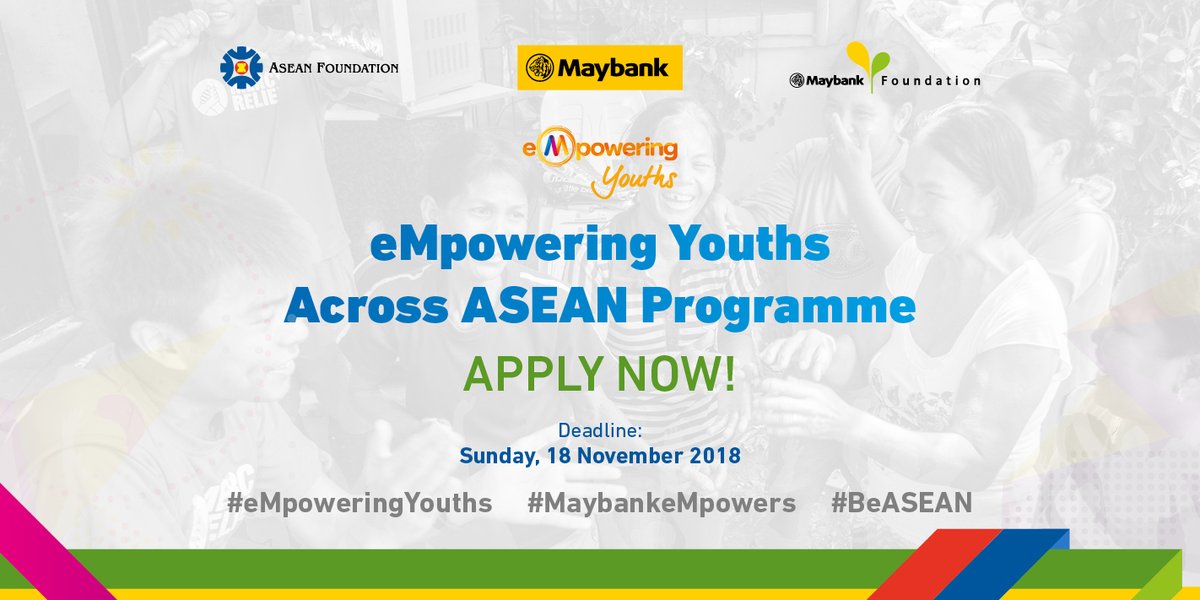 ASEAN FOUNDATION
Maybank
Maybank Foundation
eMpowering
Youths
eMpowering Youths
Across ASEAN Programme
APPLY NOW!
Deadline:
Sunday, 18 November 2018
#eMpoweringYouths #MaybankeMpowers #BeASEAN
RELIE